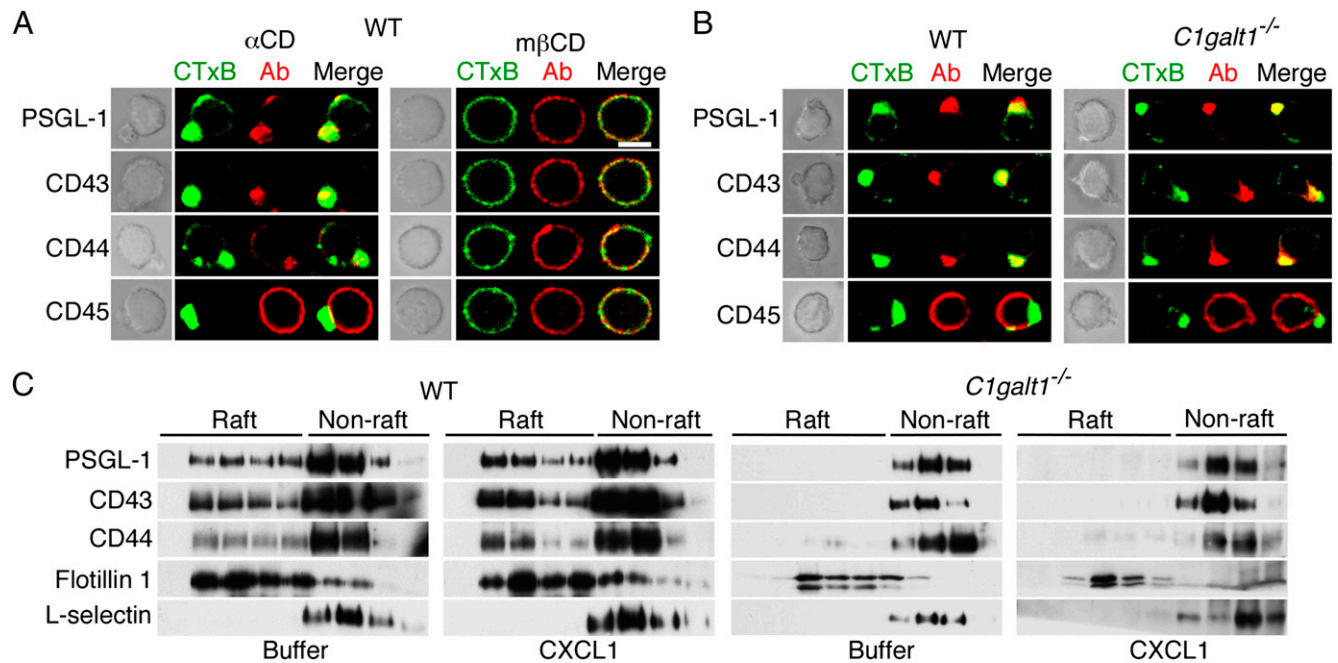 A
WT
αCD
mβCD
CTxB Ab Merge
CTxB Ab Merge
PSGL-1
CD43
CD44
CD45
B
WT
C1galt1-/-
CTxB Ab Merge
CTxB Ab Merge
PSGL-1
CD43
CD44
CD45
C
WT
C1galt1-/-
Raft Non-raft Raft Non-raft Raft Non-raft Raft Non-raft
PSGL-1
CD43
CD44
Flotillin 1
L-selectin
Buffer CXCL1 Buffer CXCL1